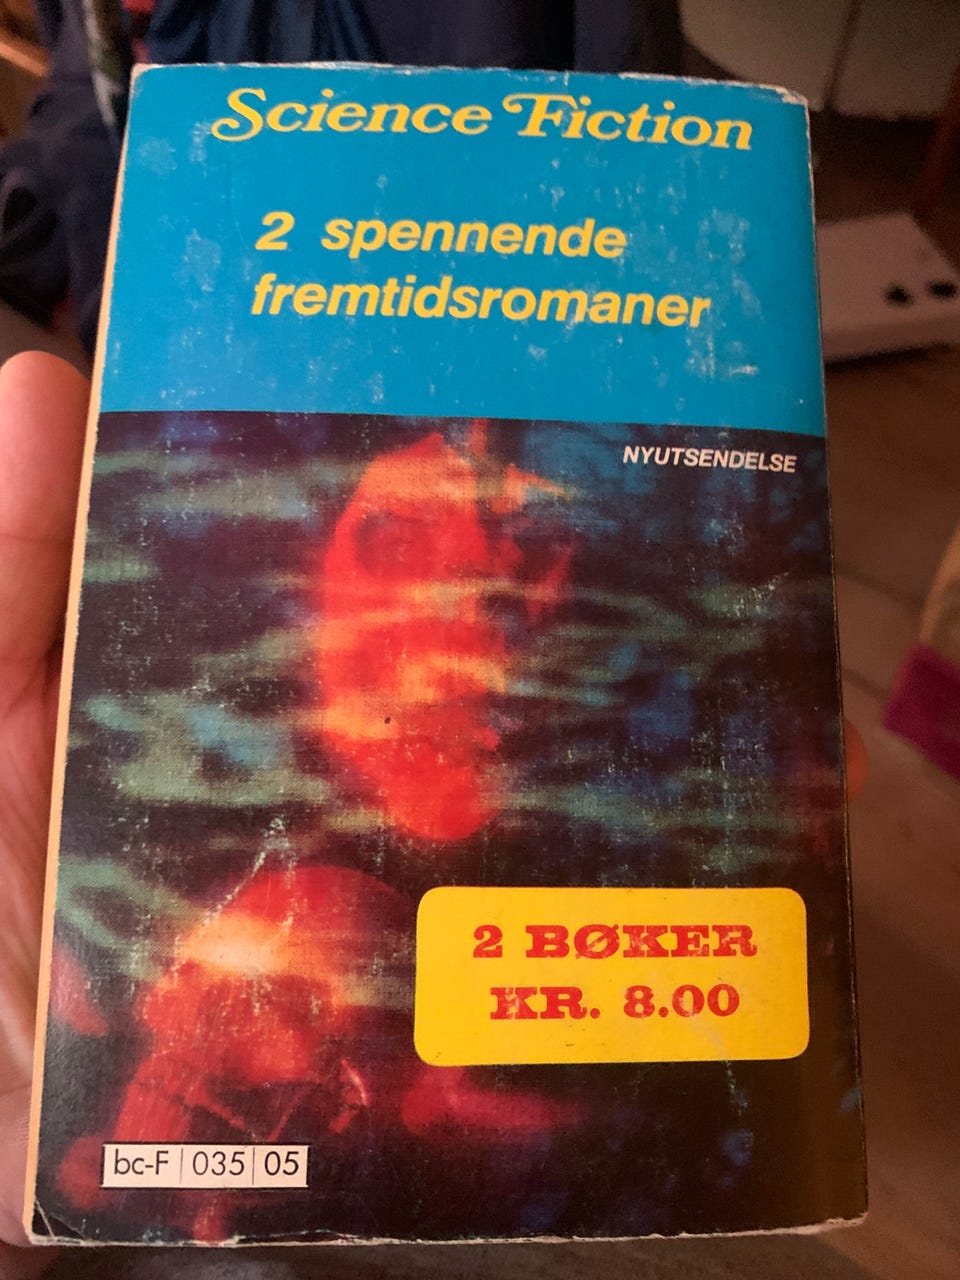 Science Fiction
2 spennende
fremtidsromaner
NYUTSENDELSE
2 BØKER
KR. 8.00
bc-F 035 05